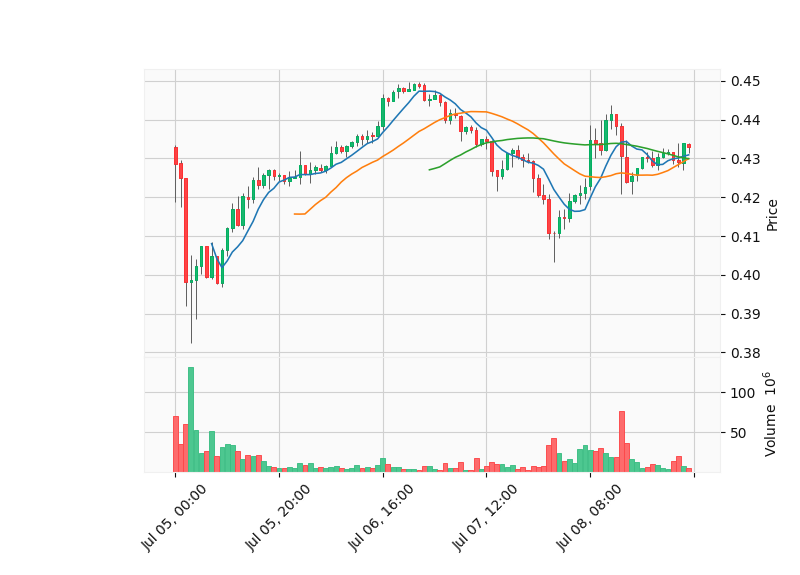 0.45
0.44
0.43
0.42
0.41
0.40
0.39
0.38
Price
100
50
Volume 10^6
Jul 05, 00:00
Jul 05, 20:00
Jul 06, 16:00
Jul 07, 12:00
Jul 08, 08:00